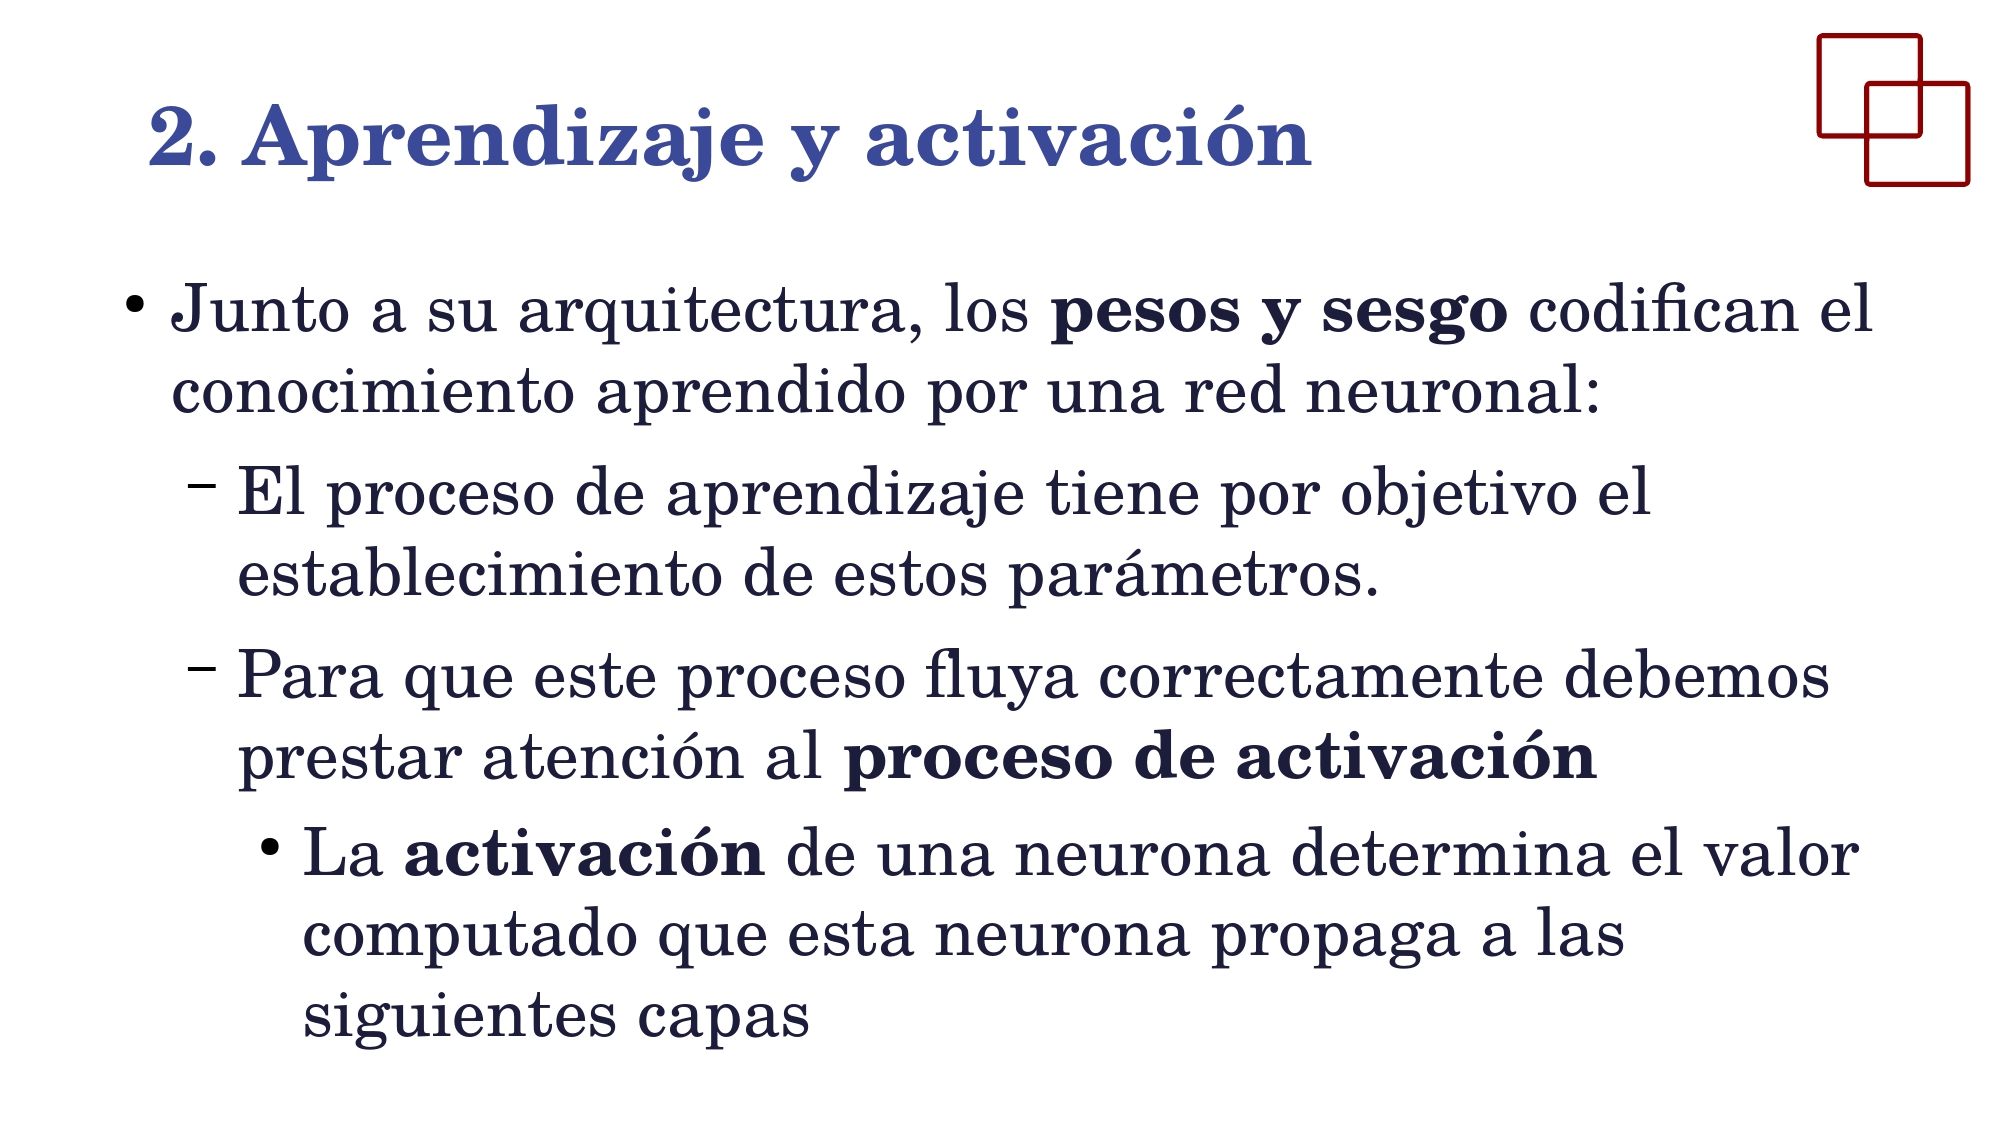 2. Aprendizaje y activación
• Junto a su arquitectura, los pesos y sesgo codifican el
conocimiento aprendido por una red neuronal:
– El proceso de aprendizaje tiene por objetivo el
establecimiento de estos parámetros.
– Para que este proceso fluya correctamente debemos
prestar atención al proceso de activación
• La activación de una neurona determina el valor
computado que esta neurona propaga a las
siguientes capas